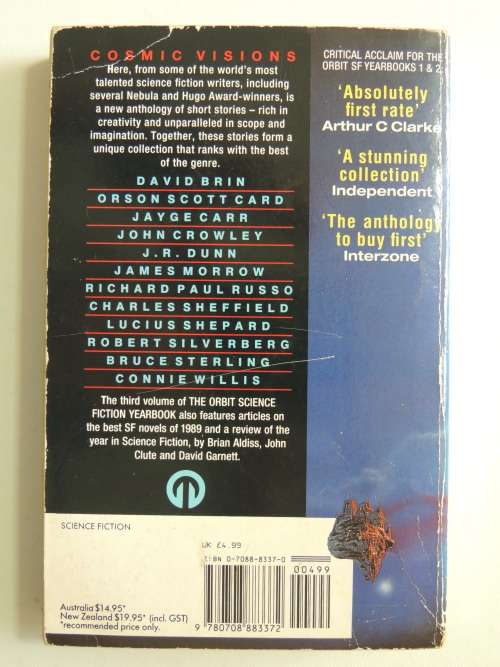 COSMIC VISIONS
Here, from some of the world's most
talented science fiction writers, including
several Nebula and Hugo Award-winners, is
a new anthology of short stories – rich in
creativity and unparalleled in scope and
imagination. Together, these stories form a
unique collection that ranks with the best
of the genre.
DAVID BRIN
ORSON SCOTT CARD
JAYGE CARR
JOHN CROWLEY
J.R. DUNN
JAMES MORROW
RICHARD PAUL RUSSO
CHARLES SHEFFIELD
LUCIUS SHEPARD
ROBERT SILVERBERG
BRUCE STERLING
CONNIE WILLIS
The third volume of THE ORBIT SCIENCE
FICTION YEARBOOK also features articles on
the best SF novels of 1989 and a review of the
year in Science Fiction, by Brian Aldiss, John
Clute and David Garnett.
CRITICAL ACCLAIM FOR THE
ORBIT SF YEARBOOKS 1 & 2
'Absolutely
first rate'
Arthur C Clarke
'A stunning
collection'
Independent
'The anthology
to buy first'
Interzone
SCIENCE FICTION
UK £4.99
ISBN 0-7088-8337-0
00499
9 780708 883372
Australia $14.95*
New Zealand $19.95* (incl. GST)
*recommended price only.